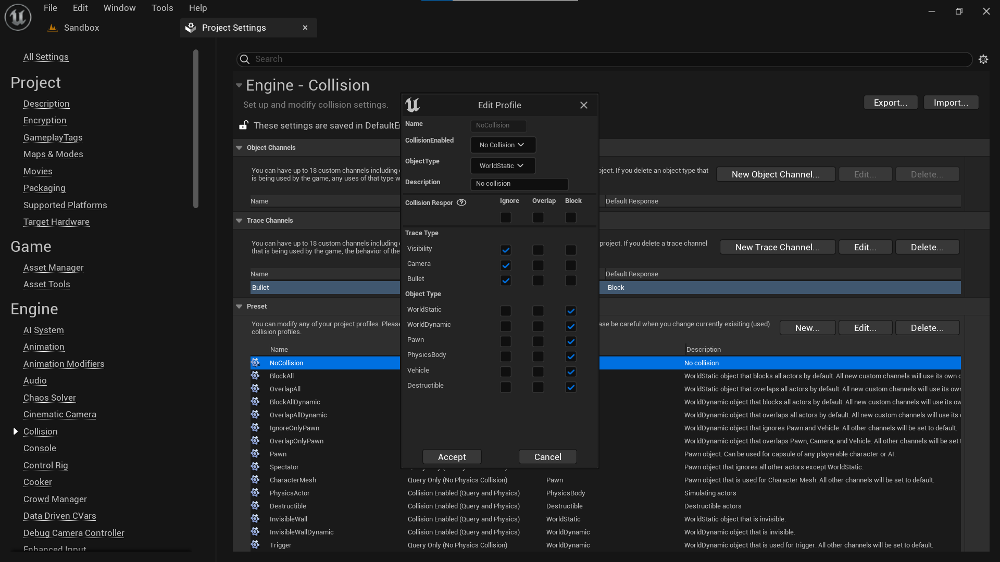 File Edit Window Tools Help
Sandbox
Project Settings
All Settings
Project
Description
Encryption
GameplayTags
Maps & Modes
Movies
Packaging
Supported Platforms
Target Hardware
Game
Asset Manager
Asset Tools
Engine
AI System
Animation
Animation Modifiers
Audio
Chaos Solver
Cinematic Camera
Collision
Console
Control Rig
Cooker
Crowd Manager
Data Driven CVars
Debug Camera Controller
Enhanced Input
Search
Engine - Collision
Set up and modify collision settings.
Export... Import...
These settings are saved in DefaultE
Object Channels
You can have up to 18 custom channels including
is being used by the game, any uses of that type w
oject. If you delete an object type that
New Object Channel... Edit... Delete...
Name Default Response
Trace Channels
You can have up to 18 custom channels including
that is being used by the game, the behavior of the
project. If you delete a trace channel
New Trace Channel... Edit... Delete...
Name Default Response
Bullet Block
Preset
You can modify any of your project profiles. Please
collision profiles.
ase be careful when you change currently exisiting (used)
New... Edit... Delete...
Name Description
NoCollision No collision
BlockAll WorldStatic object that blocks all actors by default. All new custom channels will use its own
OverlapAll WorldStatic object that overlaps all actors by default. All new custom channels will use its own
BlockAllDynamic WorldDynamic object that blocks all actors by default. All new custom channels will use its ow
OverlapAllDynamic WorldDynamic object that overlaps all actors by default. All new custom channels will use its
IgnoreOnlyPawn WorldDynamic object that ignores Pawn and Vehicle. All other channels will be set to default.
OverlapOnlyPawn WorldDynamic object that overlaps Pawn, Camera, and Vehicle. All other channels will be set
Pawn Pawn object. Can be used for capsule of any playerable character or AI.
Spectator Pawn object that ignores all other actors except WorldStatic.
CharacterMesh Query Only (No Physics Collision) Pawn Pawn object that is used for Character Mesh. All other channels will be set to default.
PhysicsActor Collision Enabled (Query and Physics) PhysicsBody Simulating actors
Destructible Collision Enabled (Query and Physics) Destructible Destructible actors
InvisibleWall Collision Enabled (Query and Physics) WorldStatic WorldStatic object that is invisible.
InvisibleWallDynamic Collision Enabled (Query and Physics) WorldDynamic WorldDynamic object that is invisible.
Trigger Query Only (No Physics Collision) WorldDynamic WorldDynamic object that is used for trigger. All other channels will be set to default.
Edit Profile
Name NoCollision
CollisionEnabled No Collision
ObjectType WorldStatic
Description No collision
Collision Respor Ignore Overlap Block
Trace Type
Visibility
Camera
Bullet
Object Type
WorldStatic
WorldDynamic
Pawn
PhysicsBody
Vehicle
Destructible
Accept Cancel